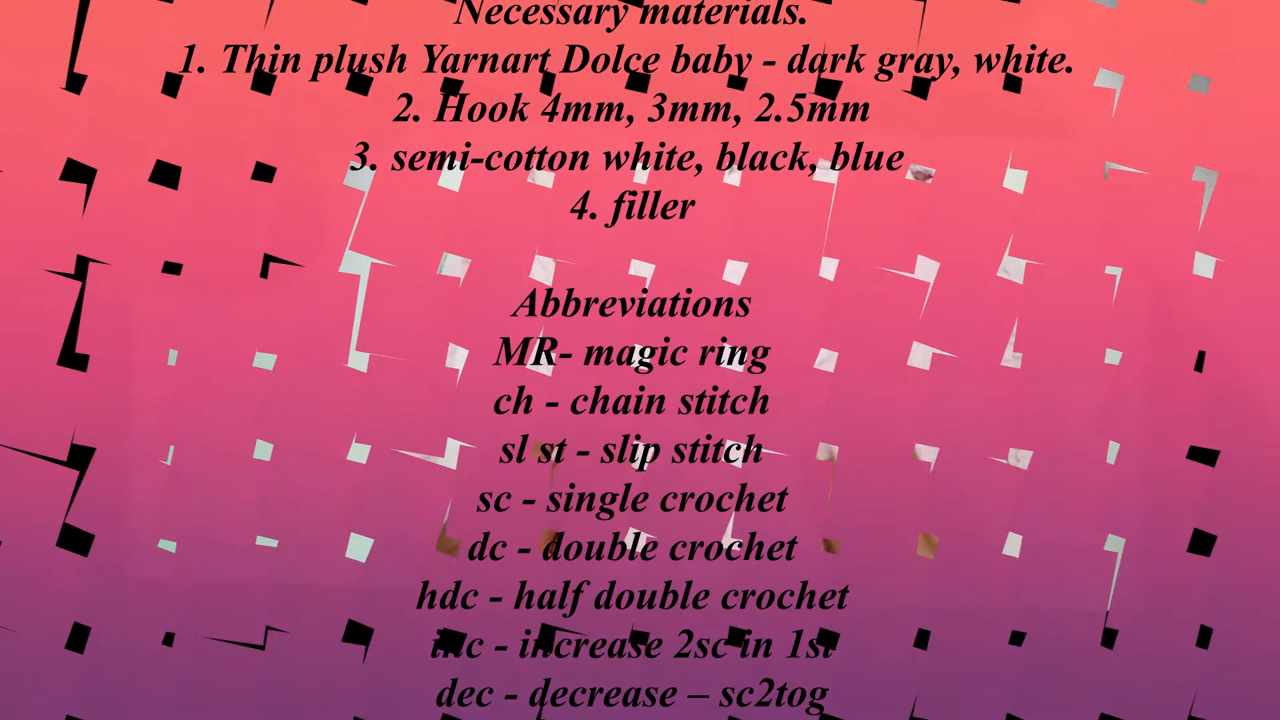 Necessary materials.
1. Thin plush Yarnart Dolce baby - dark gray, white.
2. Hook 4mm, 3mm, 2.5mm
3. semi-cotton white, black, blue
4. filler
Abbreviations
MR- magic ring
ch - chain stitch
sl st - slip stitch
sc - single crochet
dc - double crochet
hdc - half double crochet
inc - increase 2sc in 1st
dec - decrease – sc2tog